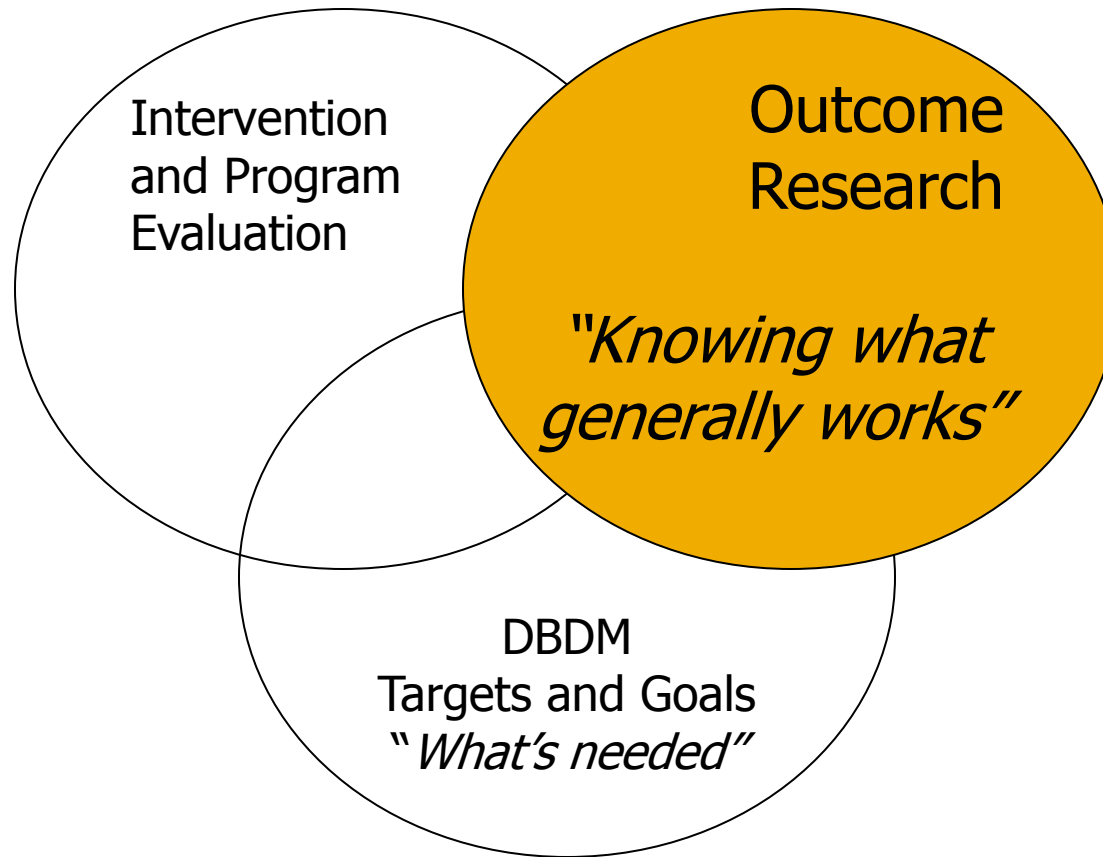 Intervention
and Program
Evaluation
Outcome
Research
“Knowing what
generally works”
DBDM
Targets and Goals
“What’s needed”